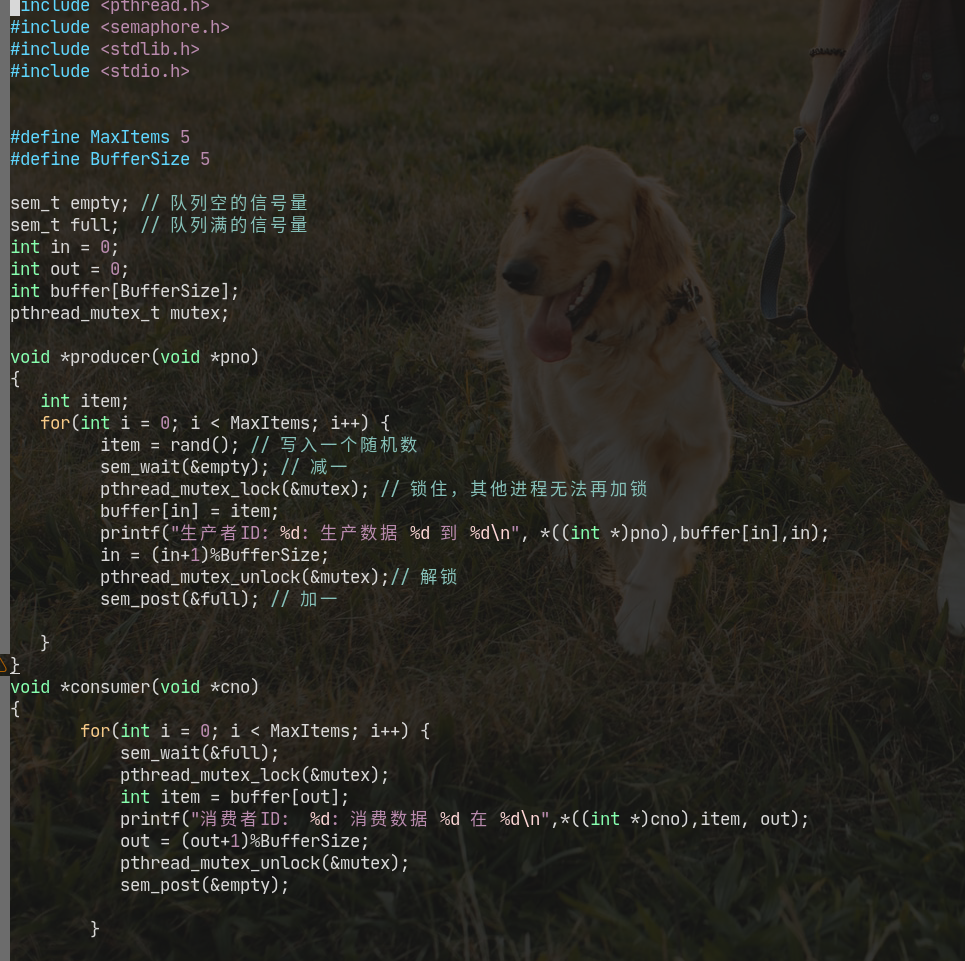 #include <pthread.h>
#include <semaphore.h>
#include <stdlib.h>
#include <stdio.h>
#define MaxItems 5
#define BufferSize 5
sem_t empty; // 队列空的信号量
sem_t full;  // 队列满的信号量
int in = 0;
int out = 0;
int buffer[BufferSize];
pthread_mutex_t mutex;
void *producer(void *pno)
{
   int item;
   for(int i = 0; i < MaxItems; i++) {
         item = rand(); // 写入一个随机数
         sem_wait(&empty); // 减一
         pthread_mutex_lock(&mutex); // 锁住，其他进程无法再加锁
         buffer[in] = item;
         printf("生产者ID: %d: 生产数据 %d 到 %d\n", *((int *)pno),buffer[in],in);
         in = (in+1)%BufferSize;
         pthread_mutex_unlock(&mutex);// 解锁
         sem_post(&full); // 加一
   }
}
void *consumer(void *cno)
{
       for(int i = 0; i < MaxItems; i++) {
           sem_wait(&full);
           pthread_mutex_lock(&mutex);
           int item = buffer[out];
           printf("消费者ID:  %d: 消费数据 %d 在 %d\n",*((int *)cno),item, out);
           out = (out+1)%BufferSize;
           pthread_mutex_unlock(&mutex);
           sem_post(&empty);
        }